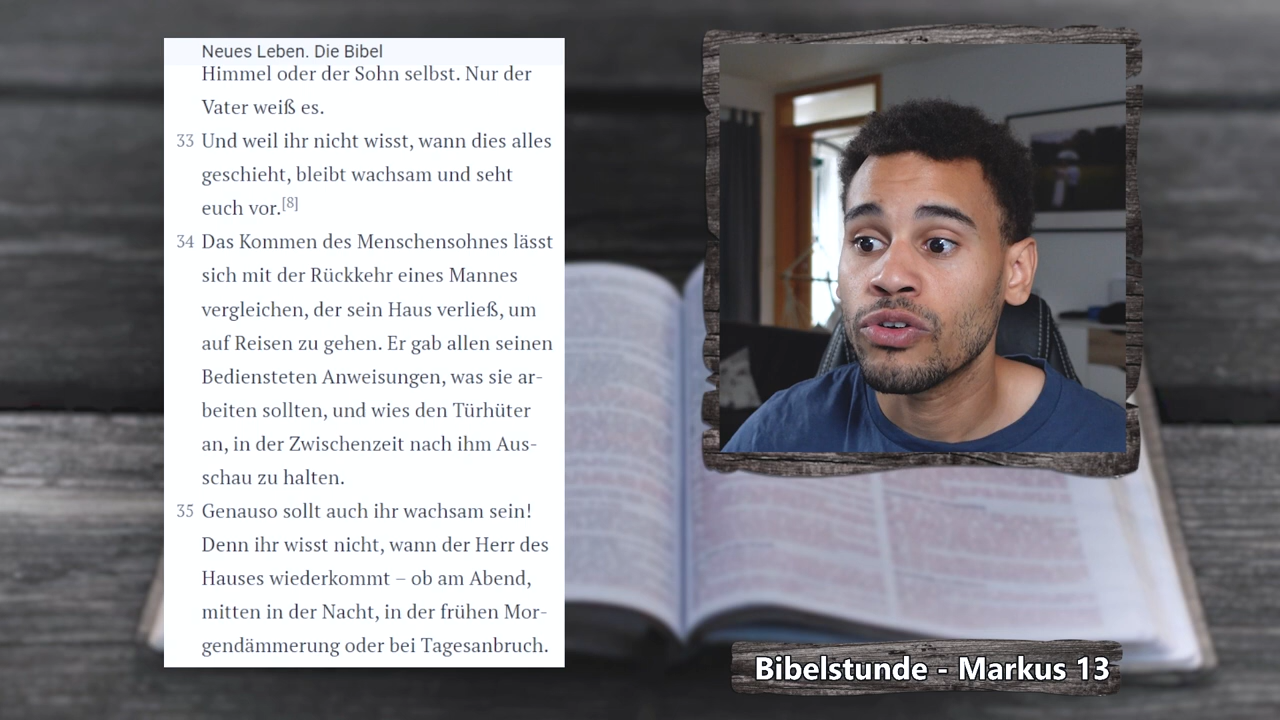 Neues Leben. Die Bibel
Himmel oder der Sohn selbst. Nur der
Vater weiß es.
33 Und weil ihr nicht wisst, wann dies alles
geschieht, bleibt wachsam und seht
euch vor.[8]
34 Das Kommen des Menschensohnes lässt
sich mit der Rückkehr eines Mannes
vergleichen, der sein Haus verließ, um
auf Reisen zu gehen. Er gab allen seinen
Bediensteten Anweisungen, was sie ar-
beiten sollten, und wies den Türhüter
an, in der Zwischenzeit nach ihm Aus-
schau zu halten.
35 Genauso sollt auch ihr wachsam sein!
Denn ihr wisst nicht, wann der Herr des
Hauses wiederkommt – ob am Abend,
mitten in der Nacht, in der frühen Mor-
gendämmerung oder bei Tagesanbruch.
Bibelstunde - Markus 13